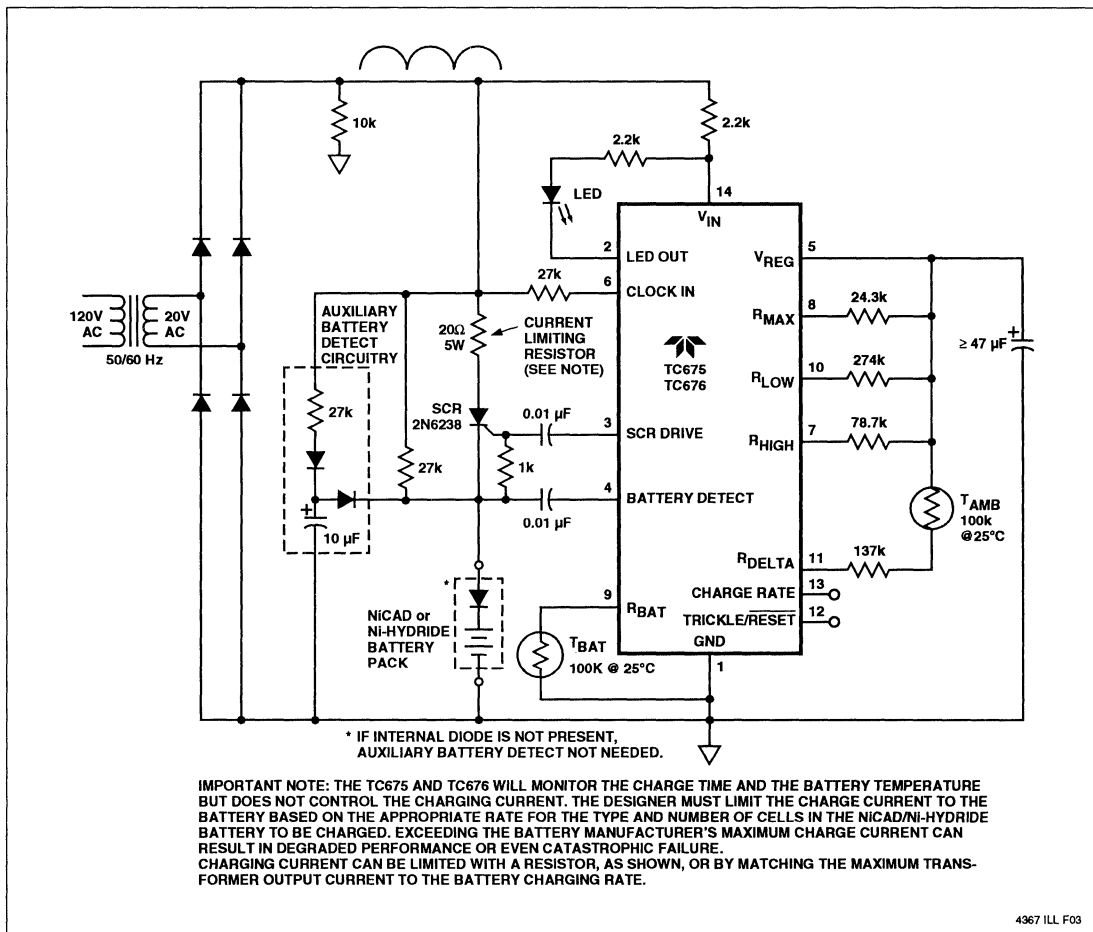 10k
2.2k
2.2k
LED
14
V_IN
2 LED OUT
V_REG 5
27k
6 CLOCK IN
R_MAX 8
24.3k
120V AC
20V AC
50/60 Hz
AUXILIARY
BATTERY
DETECT
CIRCUITRY
20Ω
5W
CURRENT
LIMITING
RESISTOR
(SEE NOTE)
TC675
TC676
≥ 47 µF
+
R_LOW 10
274k
27k
SCR
2N6238
0.01 µF
3 SCR DRIVE
R_HIGH 7
78.7k
27k
1k
4 BATTERY DETECT
0.01 µF
+
10 µF
T_AMB
100k
@25°C
R_DELTA 11
137k
CHARGE RATE 13
TRICKLE/RESET 12
*
NiCAD or
Ni-HYDRIDE
BATTERY
PACK
9 R_BAT
T_BAT
100K @ 25°C
GND
1
* IF INTERNAL DIODE IS NOT PRESENT,
AUXILIARY BATTERY DETECT NOT NEEDED.
IMPORTANT NOTE: THE TC675 AND TC676 WILL MONITOR THE CHARGE TIME AND THE BATTERY TEMPERATURE
BUT DOES NOT CONTROL THE CHARGING CURRENT. THE DESIGNER MUST LIMIT THE CHARGE CURRENT TO THE
BATTERY BASED ON THE APPROPRIATE RATE FOR THE TYPE AND NUMBER OF CELLS IN THE NiCAD/Ni-HYDRIDE
BATTERY TO BE CHARGED. EXCEEDING THE BATTERY MANUFACTURER'S MAXIMUM CHARGE CURRENT CAN
RESULT IN DEGRADED PERFORMANCE OR EVEN CATASTROPHIC FAILURE.
CHARGING CURRENT CAN BE LIMITED WITH A RESISTOR, AS SHOWN, OR BY MATCHING THE MAXIMUM TRANS-
FORMER OUTPUT CURRENT TO THE BATTERY CHARGING RATE.
4367 ILL F03